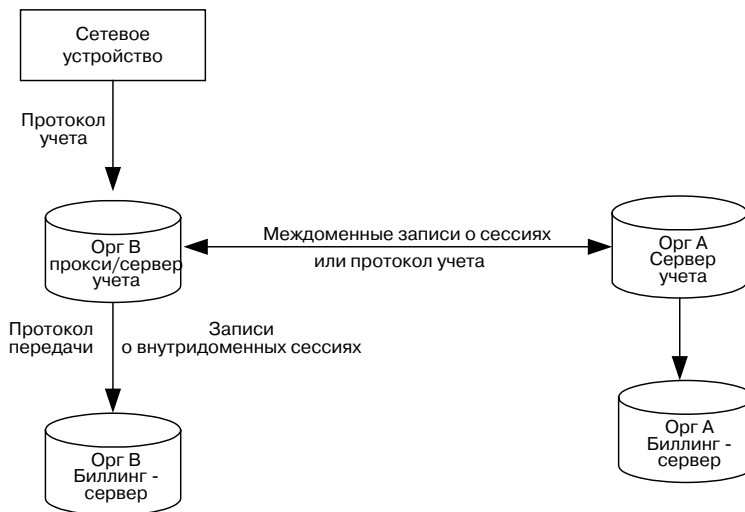 Сетевое
устройство
Протокол
учета
Орг B
прокси/сервер
учета
Междоменные записи о сессиях
или протокол учета
Орг A
Сервер
учета
Протокол
передачи
Записи
о внутридоменных сессиях
Орг B
Биллинг -
сервер
Орг A
Биллинг -
сервер